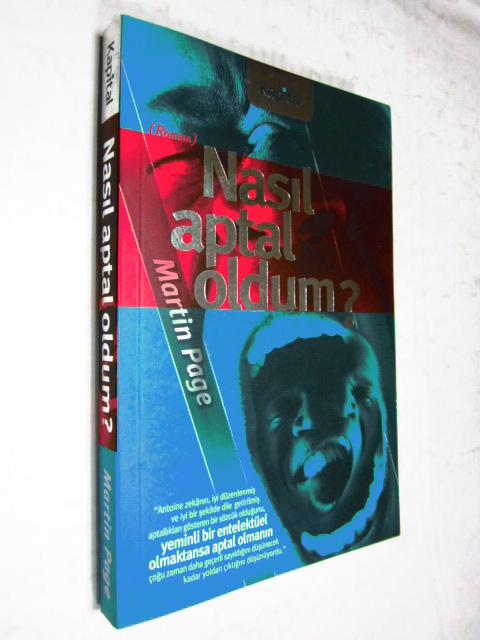 Kapital
Nasıl aptal oldum?
Martin Page
Kapital
(Roman)
Nasıl
aptal
oldum?
Martin Page
"Antoine zekânın, iyi düzenlenmiş
ve iyi bir şekilde dile getirilmiş
aptallıkları gösteren bir sözcük olduğunu,
yeminli bir entelektüel
olmaktansa aptal olmanın
çoğu zaman daha geçerli sayıldığını düşünecek
kadar yoldan çıktığını düşünüyordu."